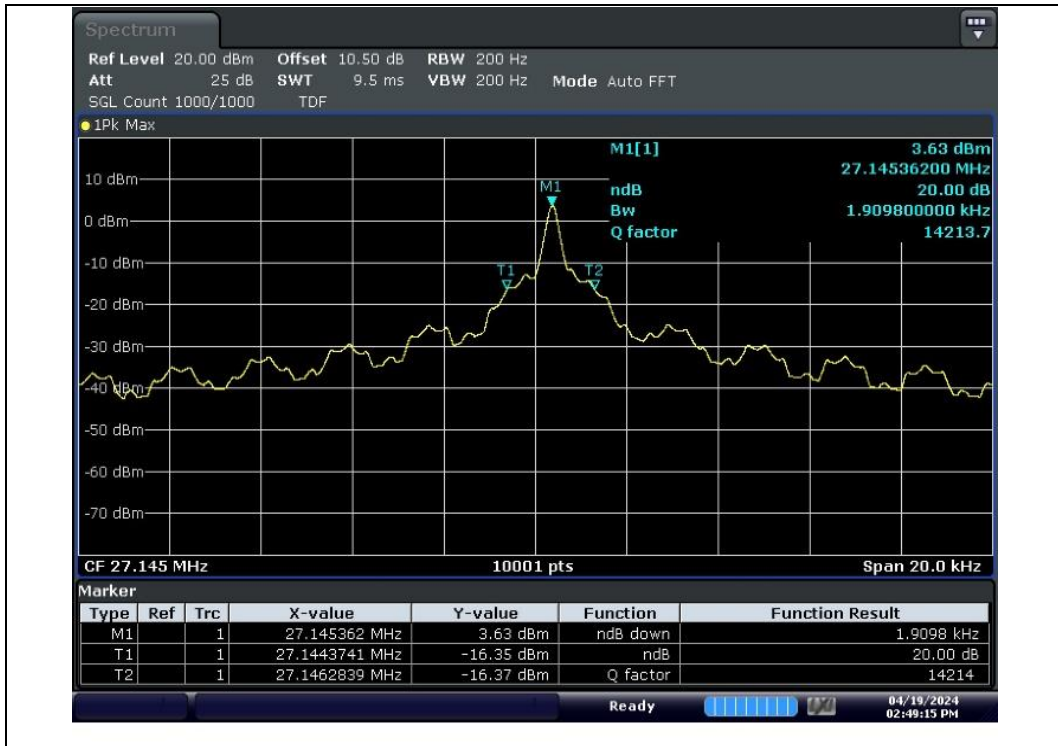 Spectrum
Ref Level 20.00 dBm Offset 10.50 dB RBW 200 Hz
Att 25 dB SWT 9.5 ms VBW 200 Hz Mode Auto FFT
SGL Count 1000/1000 TDF
1Pk Max
M1[1] 3.63 dBm
27.14536200 MHz
10 dBm
M1
ndB 20.00 dB
0 dBm
Bw 1.909800000 kHz
Q factor 14213.7
-10 dBm
T1 T2
-20 dBm
-30 dBm
-40 dBm
-50 dBm
-60 dBm
-70 dBm
CF 27.145 MHz 10001 pts Span 20.0 kHz
Marker
Type Ref Trc X-value Y-value Function Function Result
M1 1 27.145362 MHz 3.63 dBm ndB down 1.9098 kHz
T1 1 27.1443741 MHz -16.35 dBm ndB 20.00 dB
T2 1 27.1462839 MHz -16.37 dBm Q factor 14214
Ready 04/19/2024
02:49:15 PM